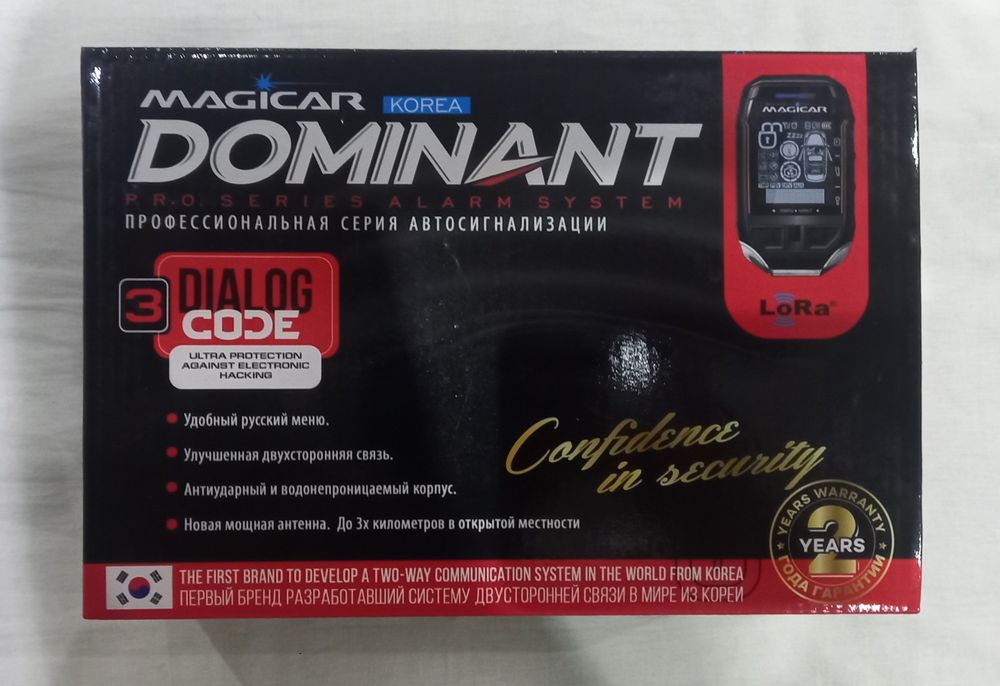 MAGICAR KOREA
DOMINANT
P.R.O. SERIES ALARM SYSTEM
ПРОФЕССИОНАЛЬНАЯ СЕРИЯ АВТОСИГНАЛИЗАЦИИ
MAGICAR
ZZZZ
LoRa®
3 DIALOG
CODE
ULTRA PROTECTION
AGAINST ELECTRONIC
HACKING
Удобный русский меню.
Улучшенная двухсторонняя связь.
Антиударный и водонепроницаемый корпус.
Новая мощная антенна. До 3х километров в открытой местности
Confidence
in security
YEARS WARRANTY
2
YEARS
ГОДА ГАРАНТИИ
THE FIRST BRAND TO DEVELOP A TWO-WAY COMMUNICATION SYSTEM IN THE WORLD FROM KOREA
ПЕРВЫЙ БРЕНД РАЗРАБОТАВШИЙ СИСТЕМУ ДВУСТОРОННЕЙ СВЯЗИ В МИРЕ ИЗ КОРЕИ